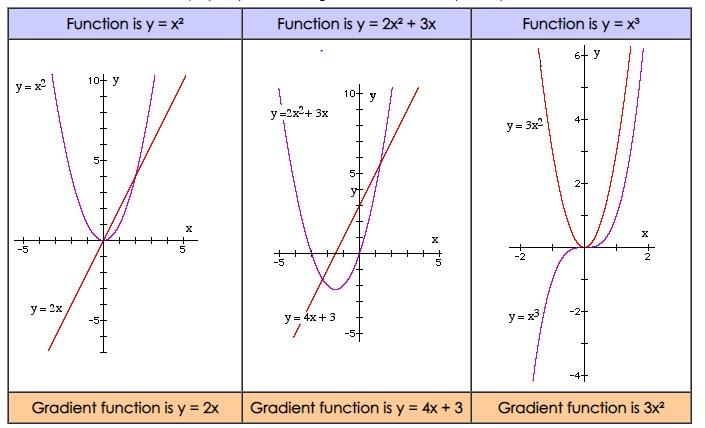 Function is y = x²
Function is y = 2x² + 3x
Function is y = x³
y = x²
10
y
5
x
-5
5
y = 2x
-5
y =2x²+ 3x
10
y
5
y
x
-5
5
y = 4x + 3
-5
6
y
y = 3x²
4
2
x
-2
2
y = x³
-2
-4
Gradient function is y = 2x
Gradient function is y = 4x + 3
Gradient function is 3x²